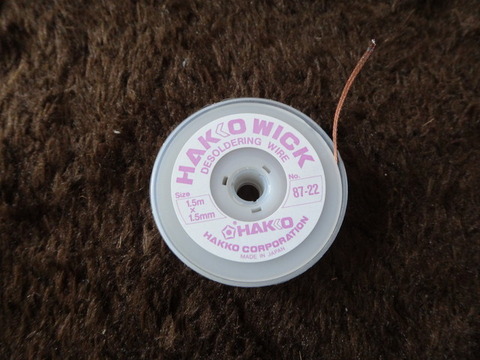 HAKKO WICK
DESOLDERING WIRE
Size
1.5m
×
1.5mm
No.
87-22
HAKKO
HAKKO CORPORATION
MADE IN JAPAN